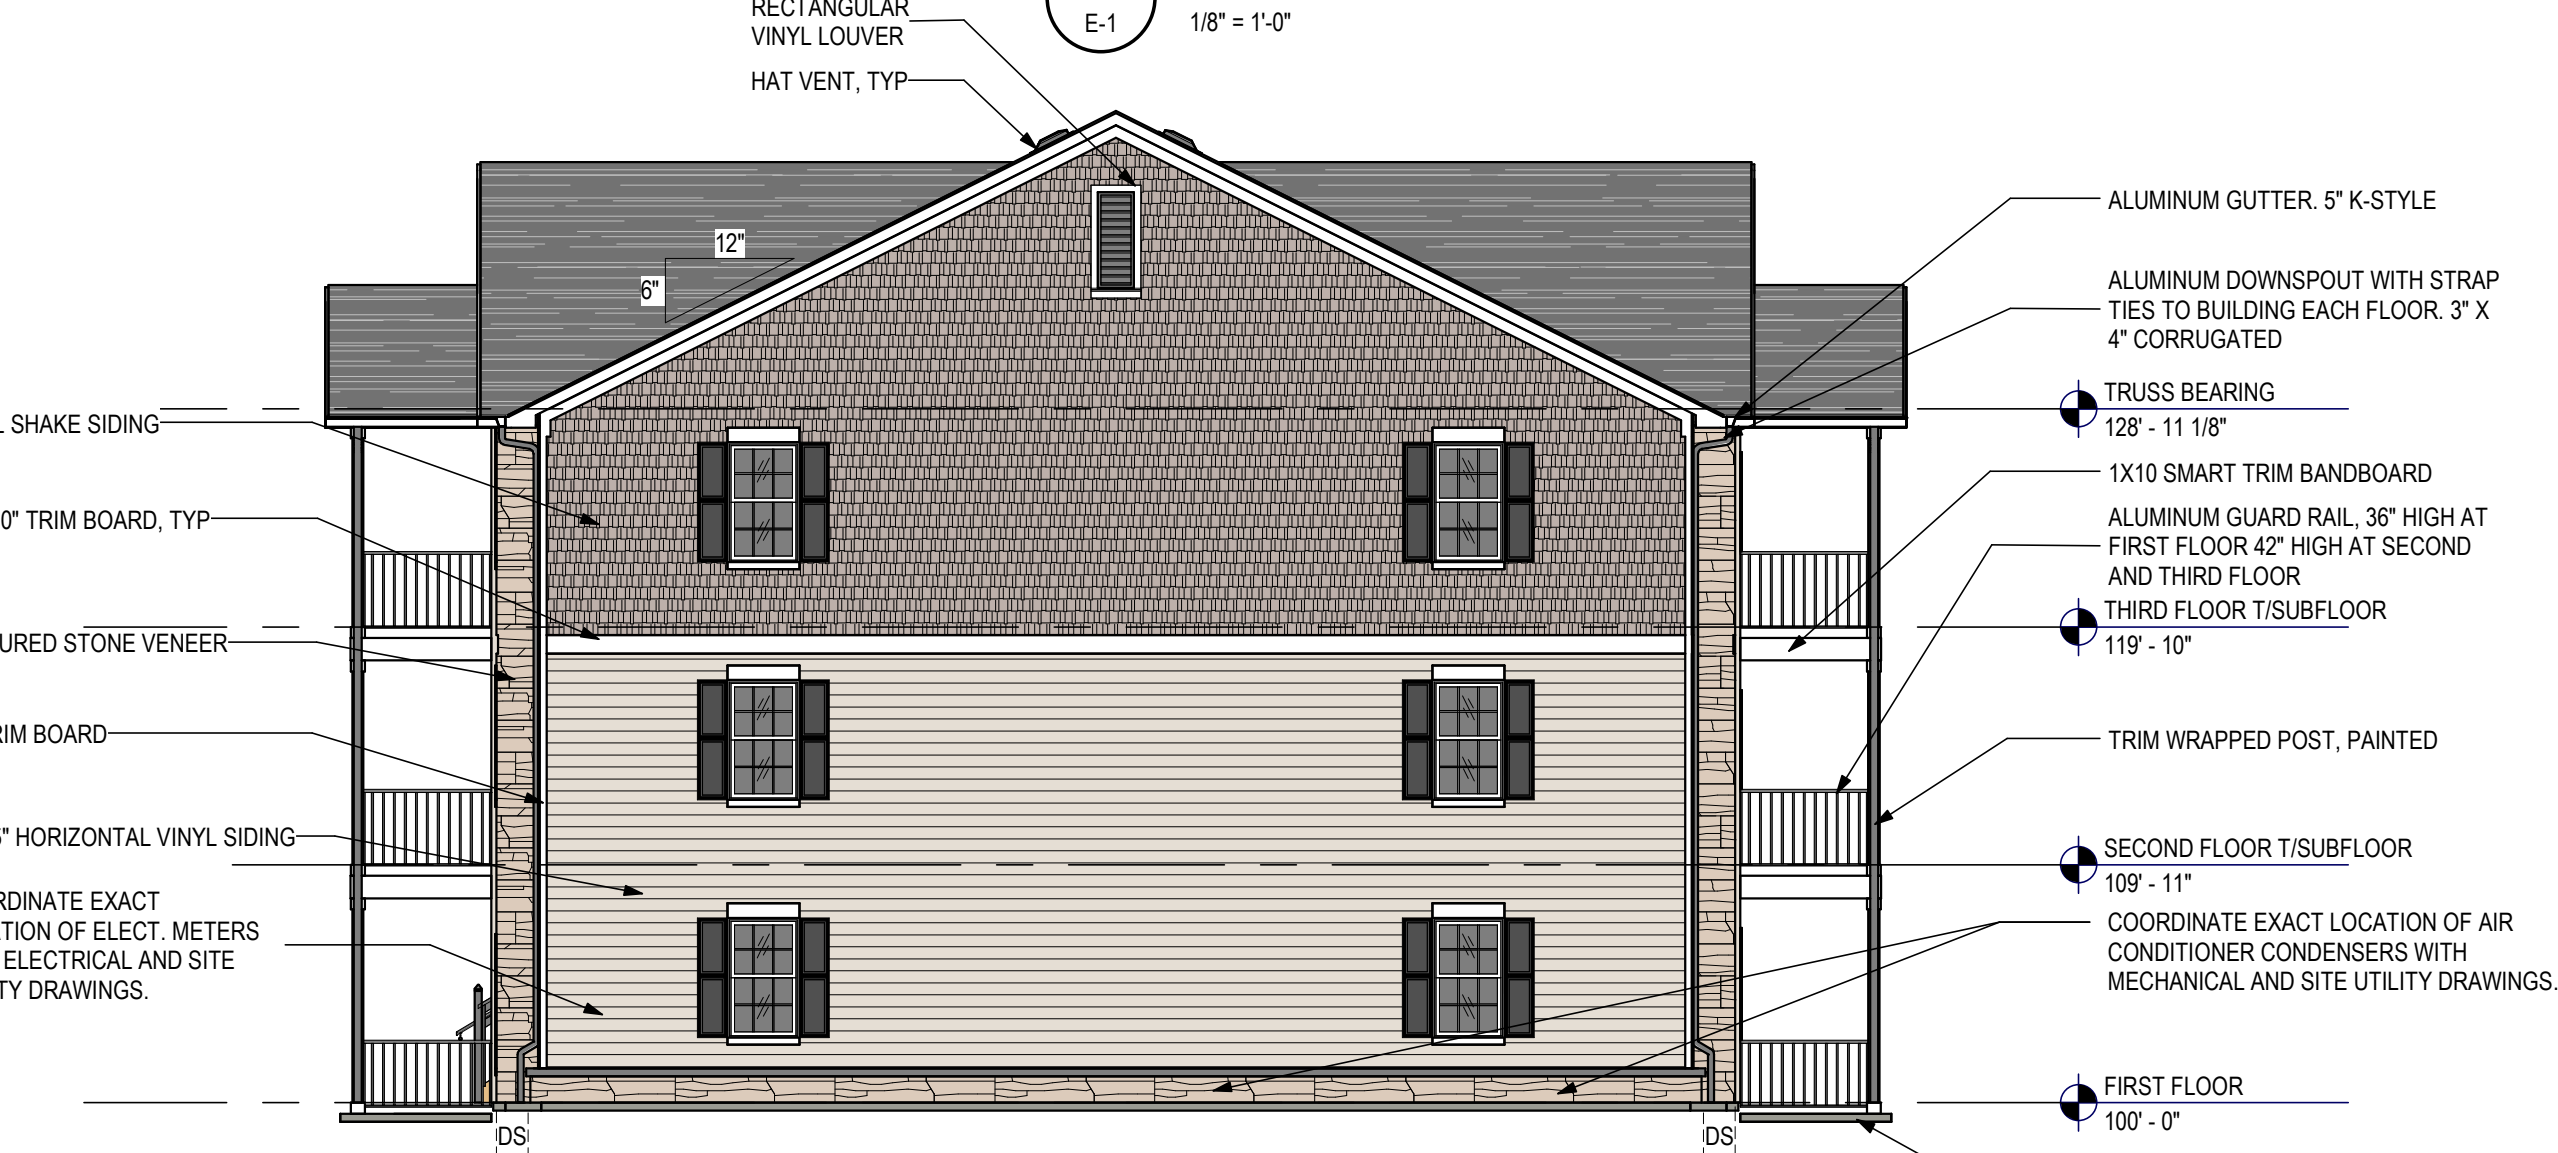 RECTANGULAR
VINYL LOUVER
HAT VENT, TYP
E-1
1/8" = 1'-0"
12"
6"
SHAKE SIDING
0" TRIM BOARD, TYP
STONE VENEER
BOARD
HORIZONTAL VINYL SIDING
EXACT
OF ELECT. METERS
ELECTRICAL AND SITE
DRAWINGS.
ALUMINUM GUTTER. 5" K-STYLE
ALUMINUM DOWNSPOUT WITH STRAP
TIES TO BUILDING EACH FLOOR. 3" X
4" CORRUGATED
TRUSS BEARING
128' - 11 1/8"
1X10 SMART TRIM BANDBOARD
ALUMINUM GUARD RAIL, 36" HIGH AT
FIRST FLOOR 42" HIGH AT SECOND
AND THIRD FLOOR
THIRD FLOOR T/SUBFLOOR
119' - 10"
TRIM WRAPPED POST, PAINTED
SECOND FLOOR T/SUBFLOOR
109' - 11"
COORDINATE EXACT LOCATION OF AIR
CONDITIONER CONDENSERS WITH
MECHANICAL AND SITE UTILITY DRAWINGS.
FIRST FLOOR
100' - 0"
DS
DS